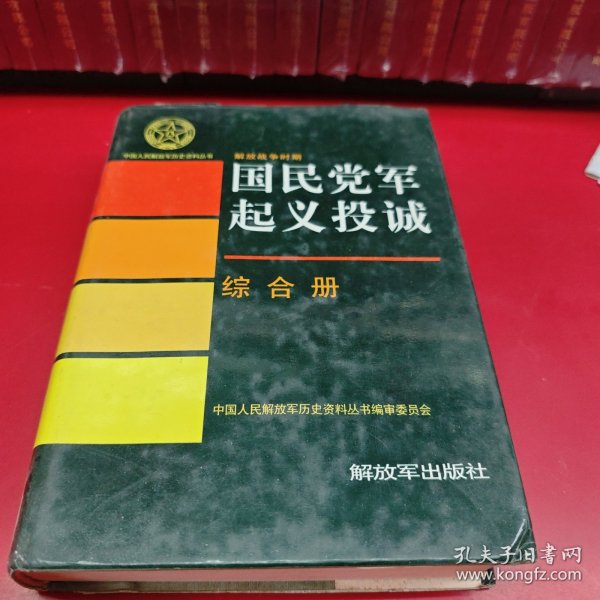 中国人民解放军历史资料丛书
解放战争时期
国民党军
起义投诚
综合册
中国人民解放军历史资料丛书编审委员会
解放军出版社
孔夫子旧书网
www.kongfz.com